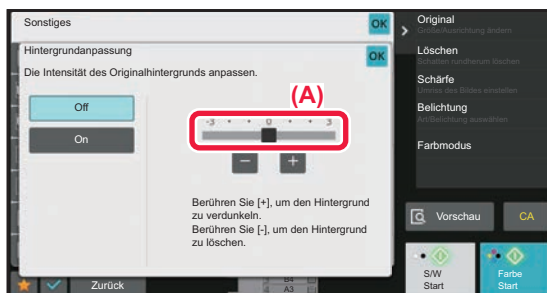 Sonstiges
OK
Hintergrundanpassung
OK
Die Intensität des Originalhintergrunds anpassen.
Off
On
(A)
-3 • • 0 • • 3
− +
Berühren Sie [+], um den Hintergrund
zu verdunkeln.
Berühren Sie [-], um den Hintergrund
zu löschen.
Zurück
B4
A3
Original
Größe/Ausrichtung ändern
Löschen
Schatten rundherum löschen
Schärfe
Umriss des Bildes einstellen
Belichtung
Art/Belichtung auswählen
Farbmodus
Vorschau
CA
S/W
Start
Farbe
Start